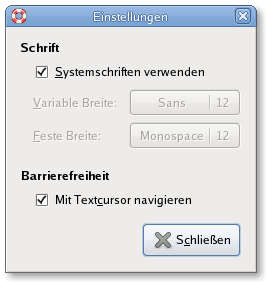 Einstellungen
Schrift
Systemschriften verwenden
Variable Breite: Sans 12
Feste Breite: Monospace 12
Barrierefreiheit
Mit Textcursor navigieren
Schließen